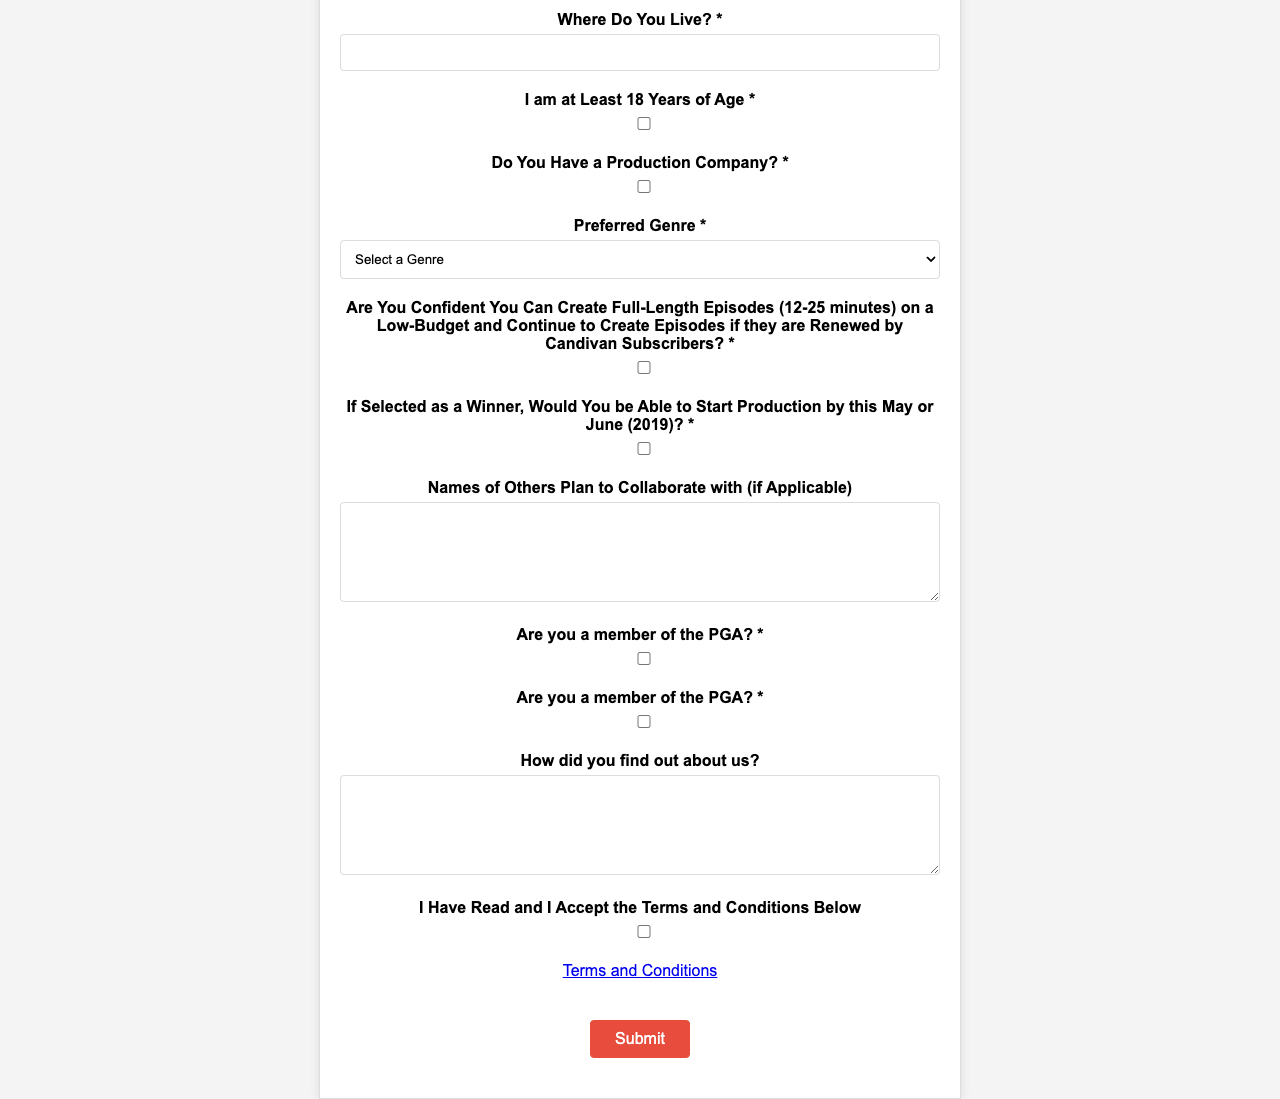 Where Do You Live? *
I am at Least 18 Years of Age *
Do You Have a Production Company? *
Preferred Genre *
Select a Genre
Are You Confident You Can Create Full-Length Episodes (12-25 minutes) on a
Low-Budget and Continue to Create Episodes if they are Renewed by
Candivan Subscribers? *
If Selected as a Winner, Would You be Able to Start Production by this May or
June (2019)? *
Names of Others Plan to Collaborate with (if Applicable)
Are you a member of the PGA? *
Are you a member of the PGA? *
How did you find out about us?
I Have Read and I Accept the Terms and Conditions Below
Terms and Conditions
Submit